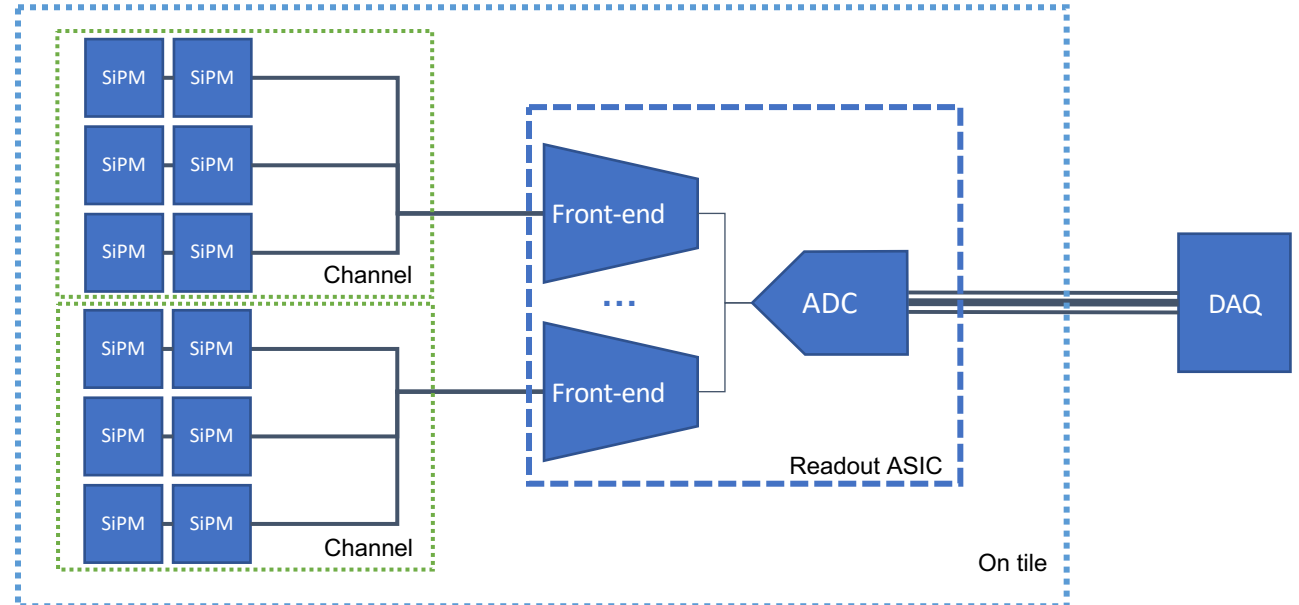 SiPM SiPM
SiPM SiPM
SiPM SiPM
Channel
SiPM SiPM
SiPM SiPM
SiPM SiPM
Channel
Front-end
...
Front-end
ADC
Readout ASIC
On tile
DAQ